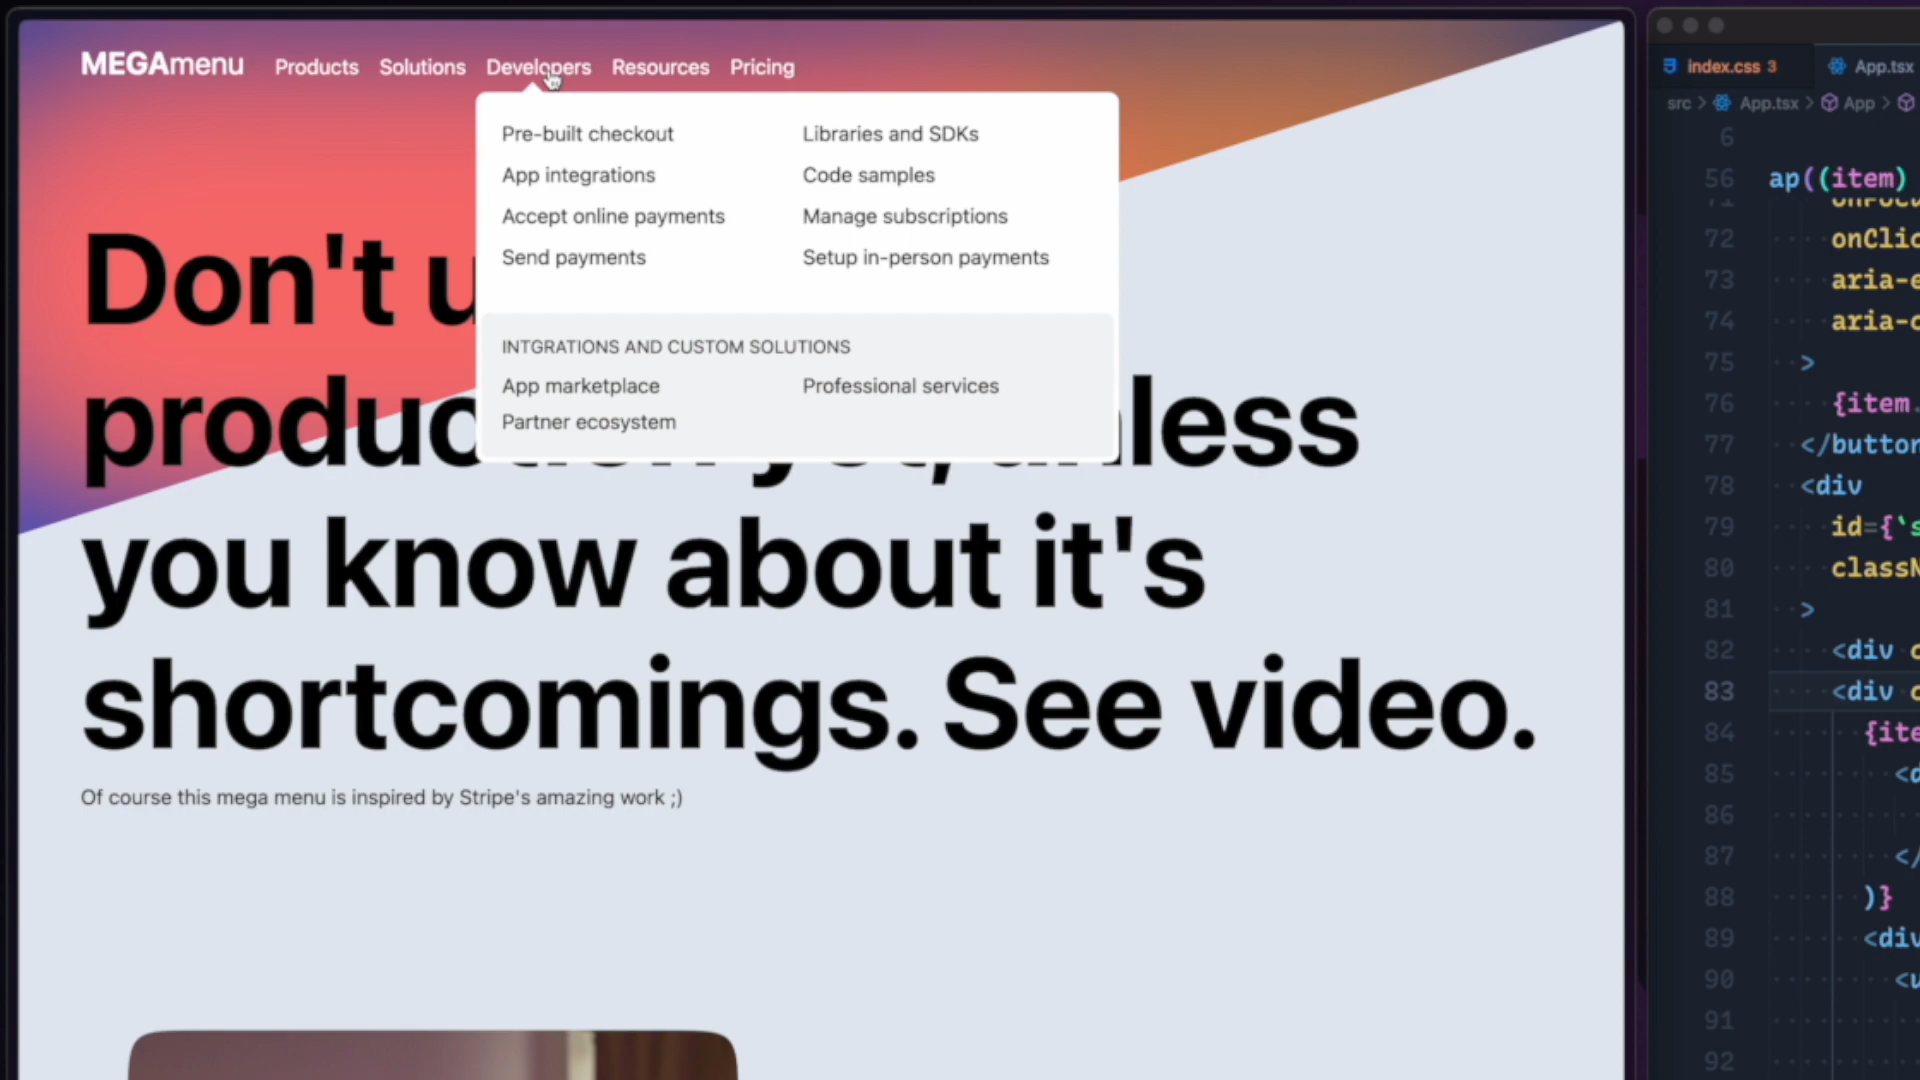 MEGAmenu Products Solutions Developers Resources Pricing
Pre-built checkout Libraries and SDKs
App integrations Code samples
Accept online payments Manage subscriptions
Send payments Setup in-person payments
INTGRATIONS AND CUSTOM SOLUTIONS
App marketplace Professional services
Partner ecosystem
Don't u
less
you know about it's
shortcomings. See video.
Of course this mega menu is inspired by Stripe's amazing work ;)
index.css 3 App.tsx
src > App.tsx > App >
6
56 ap((item)
71
72 onClic
73 aria-e
74 aria-c
75 >
76 {item.
77 </button
78 <div
79 id={`s
80 classN
81 >
82 <div c
83 <div c
84 {ite
85 <d
86
87 </
88 )}
89 <div
90 <u
91
92